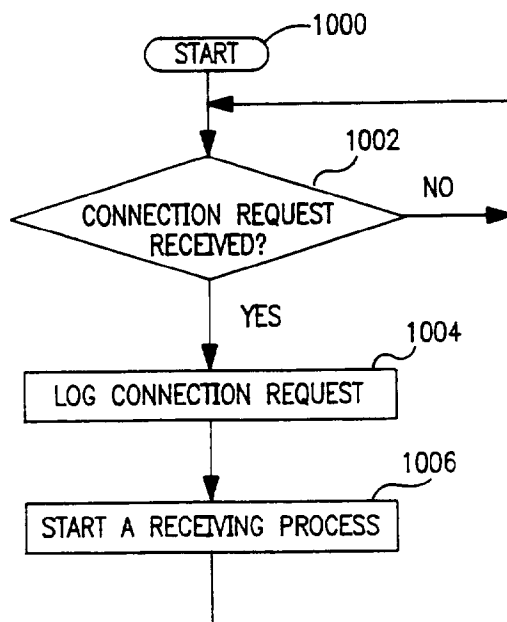 1000
START
1002
CONNECTION REQUEST
RECEIVED?
NO
YES
1004
LOG CONNECTION REQUEST
1006
START A RECEIVING PROCESS